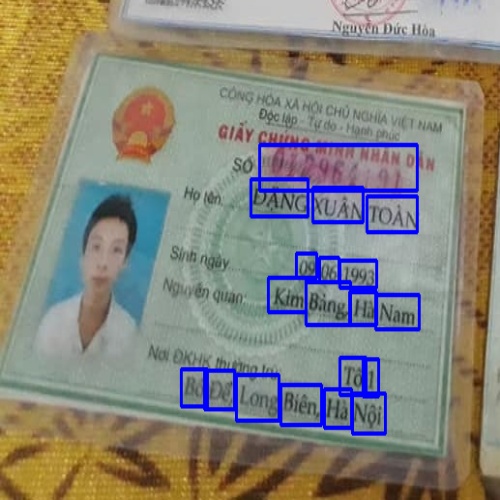 Nguyễn Đức Hòa
CỘNG HÒA XÃ HỘI CHỦ NGHĨA VIỆT NAM
Độc lập - Tự do - Hạnh phúc
GIẤY CHỨNG MINH NHÂN DÂN
SỐ
Họ tên: ĐẶNG XUÂN TOÀN
Sinh ngày 09 06 1993
Nguyên quán: Kim Bảng, Hà Nam
Nơi ĐKHK thường trú Tổ 1
Bồ Đề, Long Biên, Hà Nội